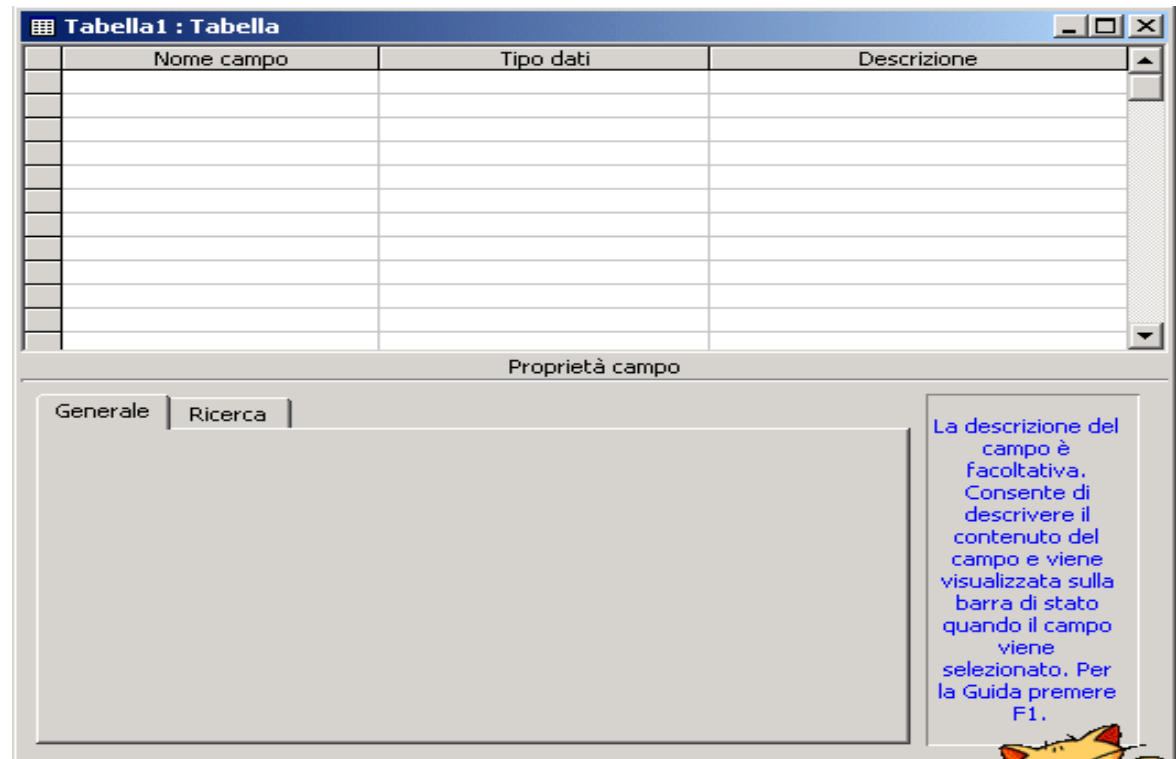 Tabella1 : Tabella
Nome campo Tipo dati Descrizione
Proprietà campo
Generale Ricerca
La descrizione del
campo è
facoltativa.
Consente di
descrivere il
contenuto del
campo e viene
visualizzata sulla
barra di stato
quando il campo
viene
selezionato. Per
la Guida premere
F1.